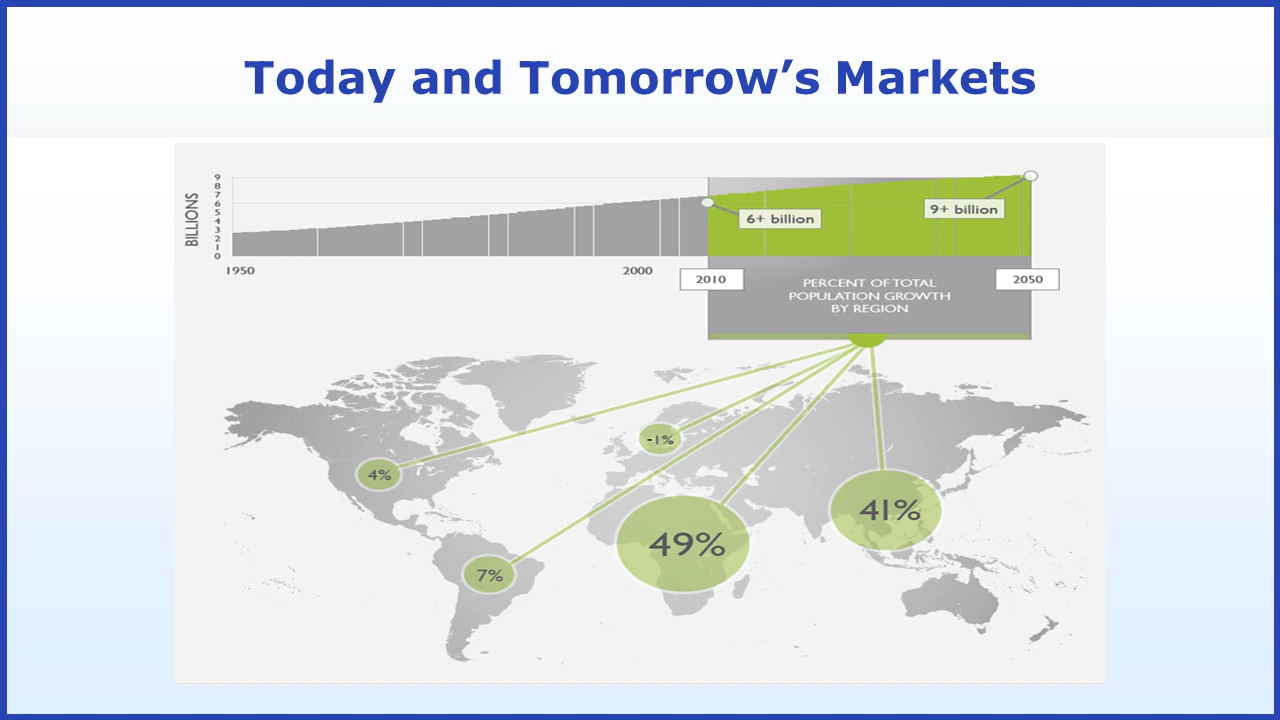 Today and Tomorrow’s Markets
BILLIONS
9
8
7
6
5
4
3
2
1
0
6+ billion
9+ billion
1950
2000
2010
2050
PERCENT OF TOTAL
POPULATION GROWTH
BY REGION
-1%
4%
41%
49%
7%